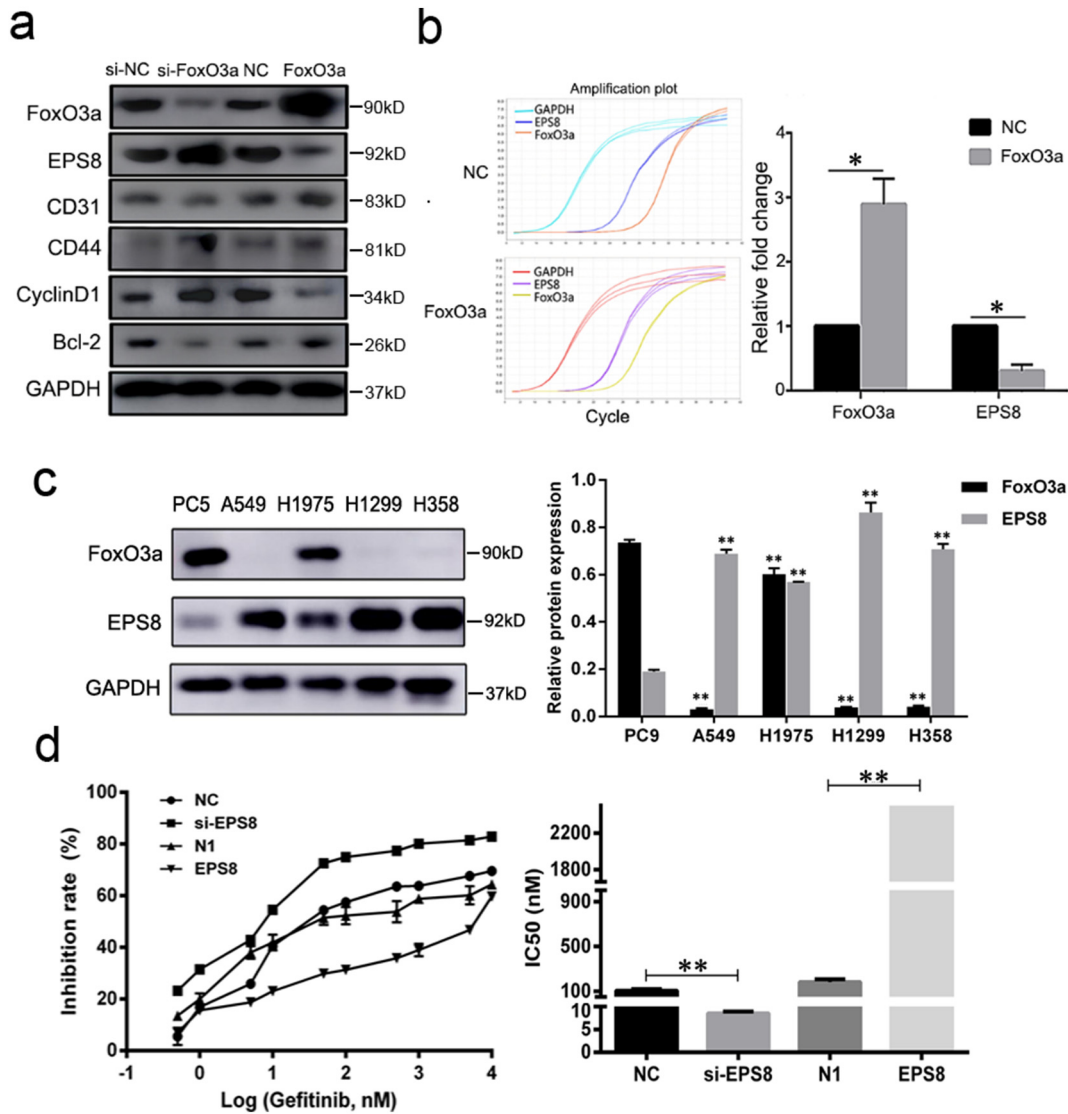 a
si-NC si-FoxO3a NC FoxO3a
FoxO3a
90kD
EPS8
92kD
CD31
83kD
CD44
81kD
CyclinD1
34kD
Bcl-2
26kD
GAPDH
37kD
b
Amplification plot
GAPDH
EPS8
FoxO3a
NC
GAPDH
EPS8
FoxO3a
FoxO3a
Cycle
NC
FoxO3a
Relative fold change
4
3
2
1
0
*
*
FoxO3a EPS8
c
PC5 A549 H1975 H1299 H358
FoxO3a
90kD
EPS8
92kD
GAPDH
37kD
FoxO3a
EPS8
Relative protein expression
1.0
0.8
0.6
0.4
0.2
0.0
** ** ** ** ** ** ** **
PC9 A549 H1975 H1299 H358
d
NC
si-EPS8
N1
EPS8
Inhibition rate (%)
100
80
60
40
20
0
-1 0 1 2 3 4
Log (Gefitinib, nM)
IC50 (nM)
2200
1800
900
500
100
10
5
0
**
**
NC si-EPS8 N1 EPS8